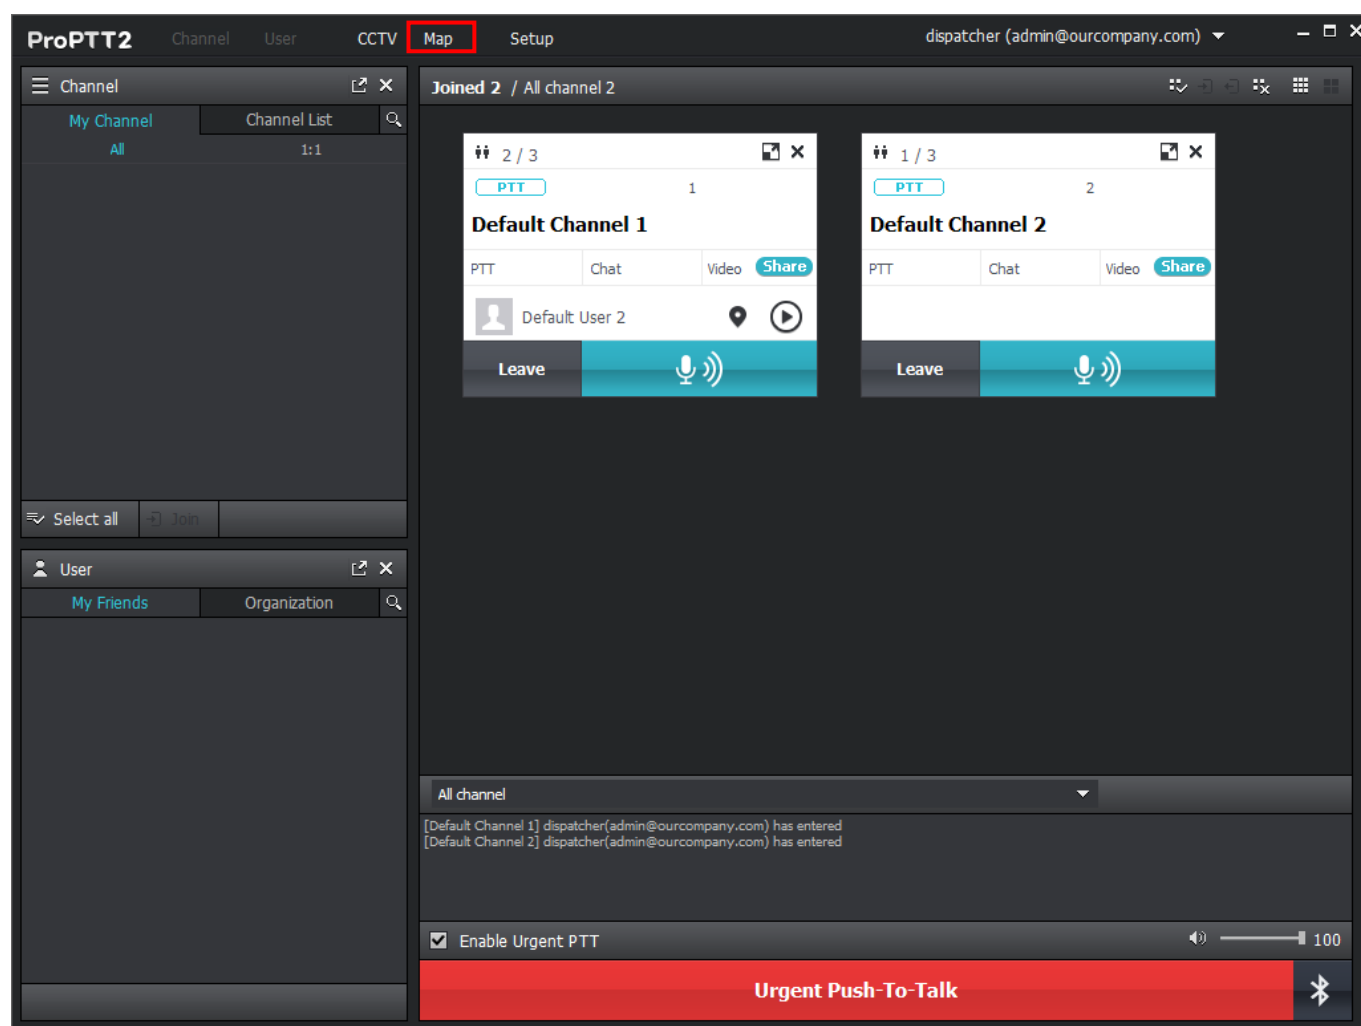 ProPTT2 Channel User CCTV Map Setup dispatcher (admin@ourcompany.com)
Channel
My Channel Channel List
All 1:1
Select all Join
User
My Friends Organization
Joined 2 / All channel 2
2 / 3
PTT 1
Default Channel 1
PTT Chat Video Share
Default User 2
Leave
1 / 3
PTT 2
Default Channel 2
PTT Chat Video Share
Leave
All channel
[Default Channel 1] dispatcher(admin@ourcompany.com) has entered
[Default Channel 2] dispatcher(admin@ourcompany.com) has entered
Enable Urgent PTT 100
Urgent Push-To-Talk